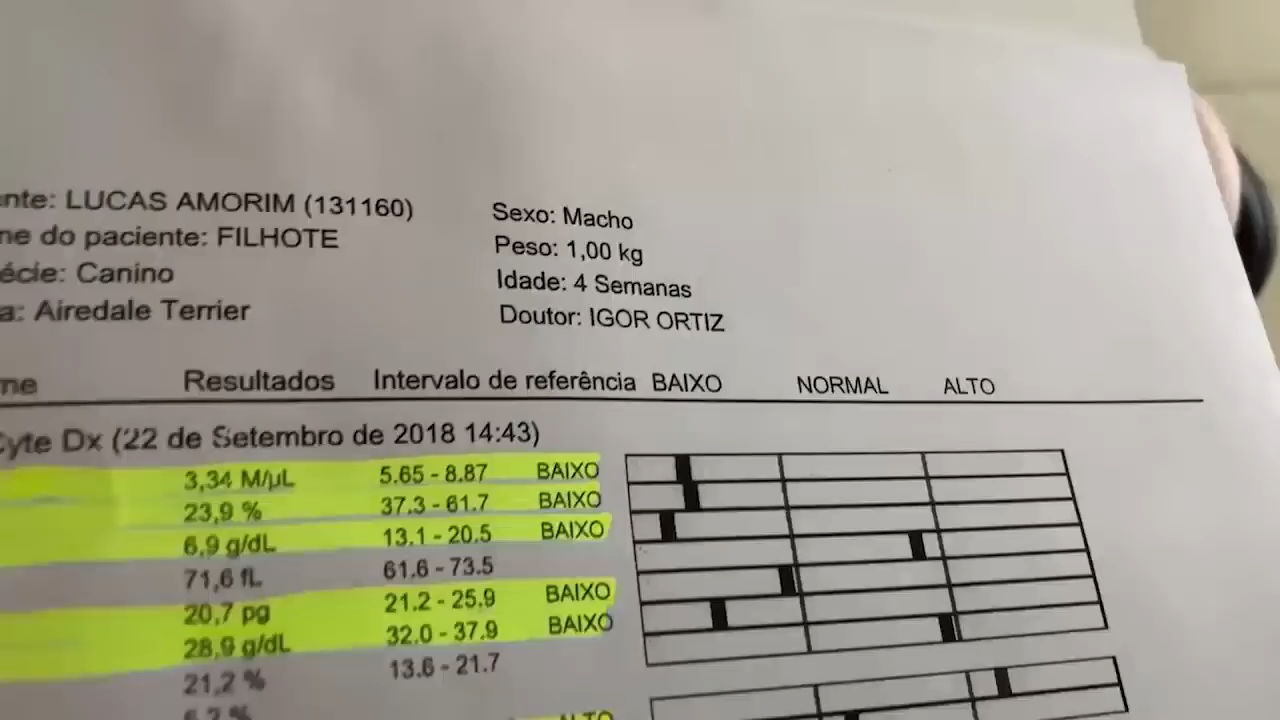 nte: LUCAS AMORIM (131160)
me do paciente: FILHOTE
écie: Canino
a: Airedale Terrier
Sexo: Macho
Peso: 1,00 kg
Idade: 4 Semanas
Doutor: IGOR ORTIZ
me Resultados Intervalo de referência BAIXO NORMAL ALTO
Cyte Dx (22 de Setembro de 2018 14:43)
3,34 M/µL 5.65 - 8.87 BAIXO
23,9 % 37.3 - 61.7 BAIXO
6,9 g/dL 13.1 - 20.5 BAIXO
71,6 fL 61.6 - 73.5
20,7 pg 21.2 - 25.9 BAIXO
28,9 g/dL 32.0 - 37.9 BAIXO
21,2 % 13.6 - 21.7
ALTO